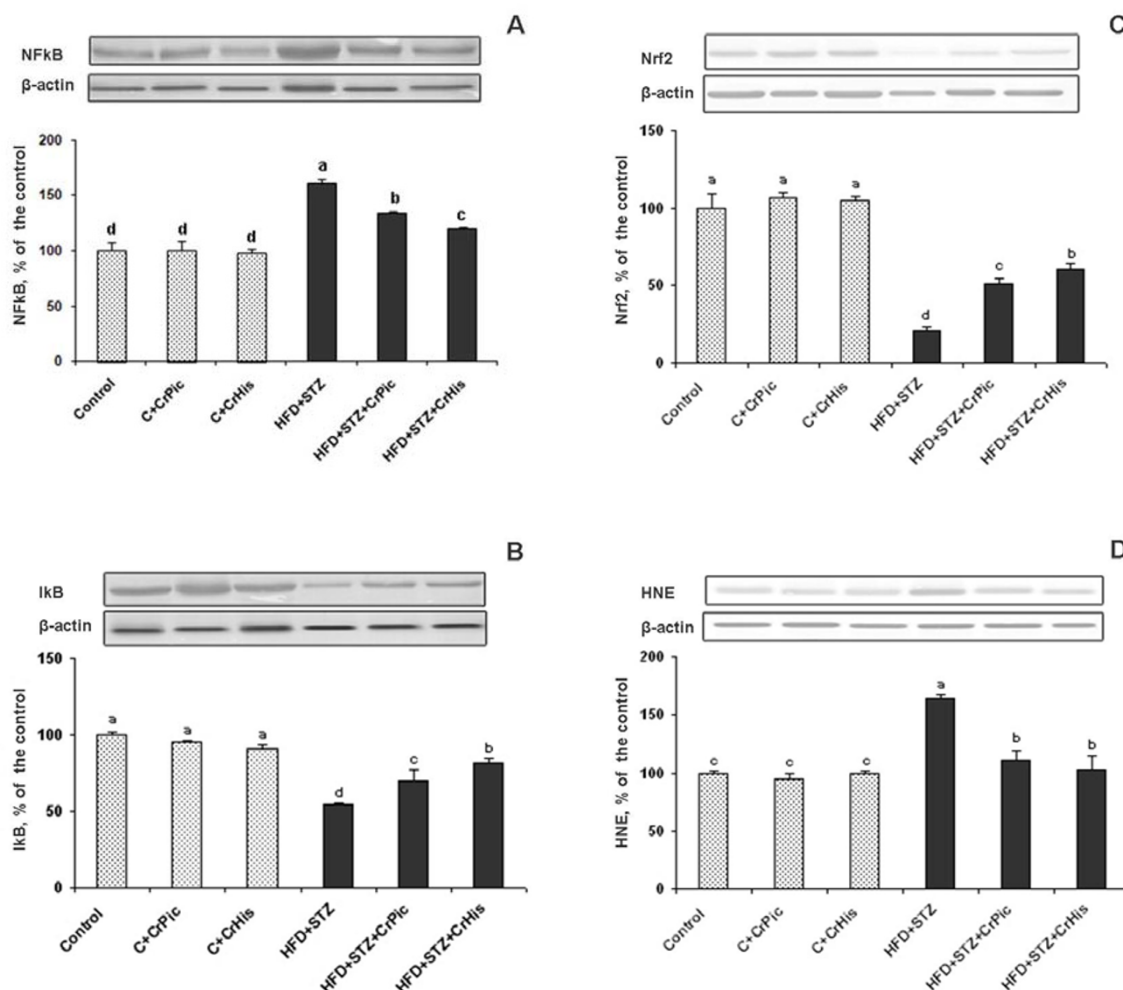 A
NFkB
β-actin
NFkB, % of the control
200
150
100
50
0
d
d
d
a
b
c
Control
C+CrPic
C+CrHis
HFD+STZ
HFD+STZ+CrPic
HFD+STZ+CrHis
C
Nrf2
β-actin
Nrf2, % of the control
150
100
50
0
a
a
a
d
c
b
Control
C+CrPic
C+CrHis
HFD+STZ
HFD+STZ+CrPic
HFD+STZ+CrHis
B
IkB
β-actin
IkB, % of the control
150
100
50
0
a
a
a
d
c
b
Control
C+CrPic
C+CrHis
HFD+STZ
HFD+STZ+CrPic
HFD+STZ+CrHis
D
HNE
β-actin
HNE, % of the control
200
150
100
50
0
c
c
c
a
b
b
Control
C+CrPic
C+CrHis
HFD+STZ
HFD+STZ+CrPic
HFD+STZ+CrHis